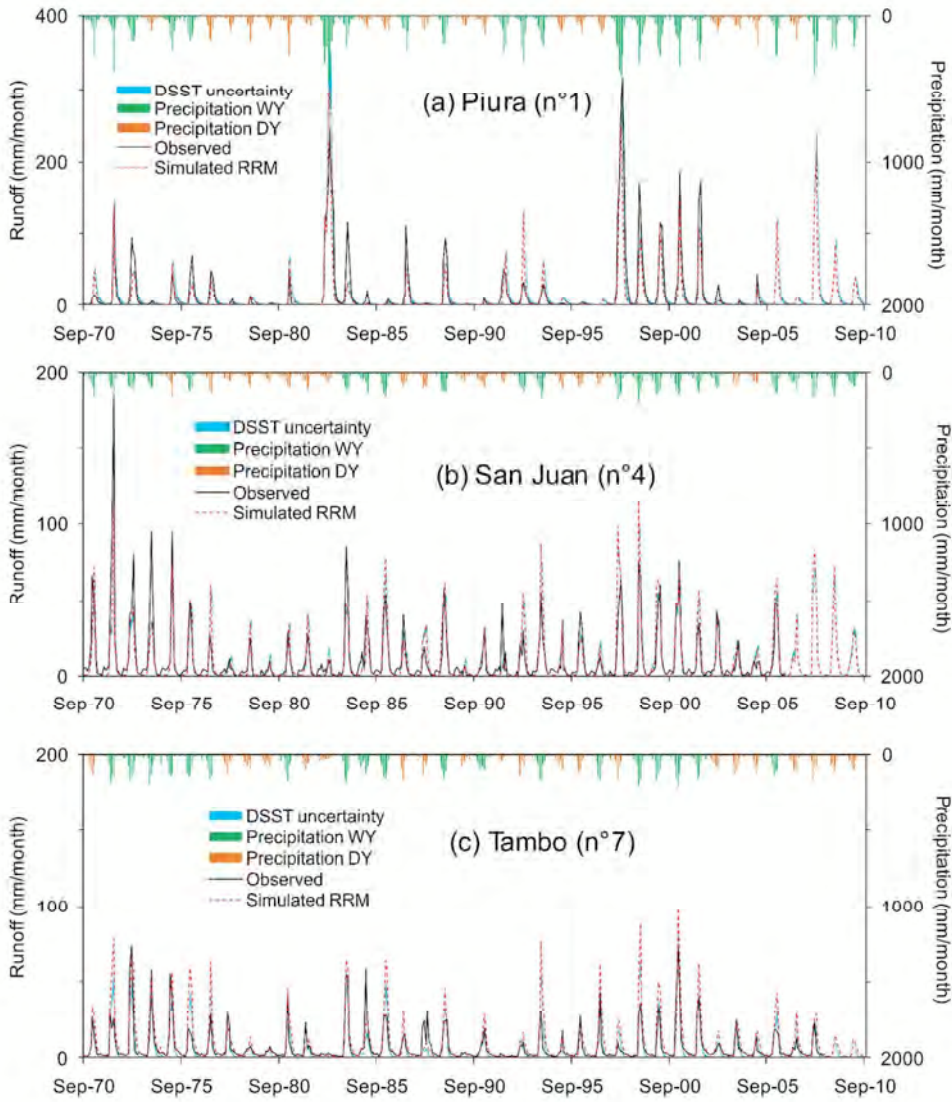 400
0
DSST uncertainty
Precipitation WY
Precipitation DY
Observed
Simulated RRM
(a) Piura (n°1)
300
200
1000
100
0
2000
Runoff (mm/month)
Precipitation (mm/month)
Sep-70 Sep-75 Sep-80 Sep-85 Sep-90 Sep-95 Sep-00 Sep-05 Sep-10
200
0
DSST uncertainty
Precipitation WY
Precipitation DY
Observed
Simulated RRM
(b) San Juan (n°4)
100
1000
0
2000
Runoff (mm/month)
Precipitation (mm/month)
Sep-70 Sep-75 Sep-80 Sep-85 Sep-90 Sep-95 Sep-00 Sep-05 Sep-10
200
0
DSST uncertainty
Precipitation WY
Precipitation DY
Observed
Simulated RRM
(c) Tambo (n°7)
100
1000
0
2000
Runoff (mm/month)
Precipitation (mm/month)
Sep-70 Sep-75 Sep-80 Sep-85 Sep-90 Sep-95 Sep-00 Sep-05 Sep-10